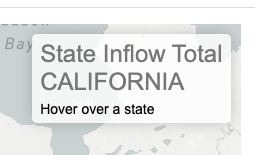 Bay
State Inflow Total
CALIFORNIA
Hover over a state